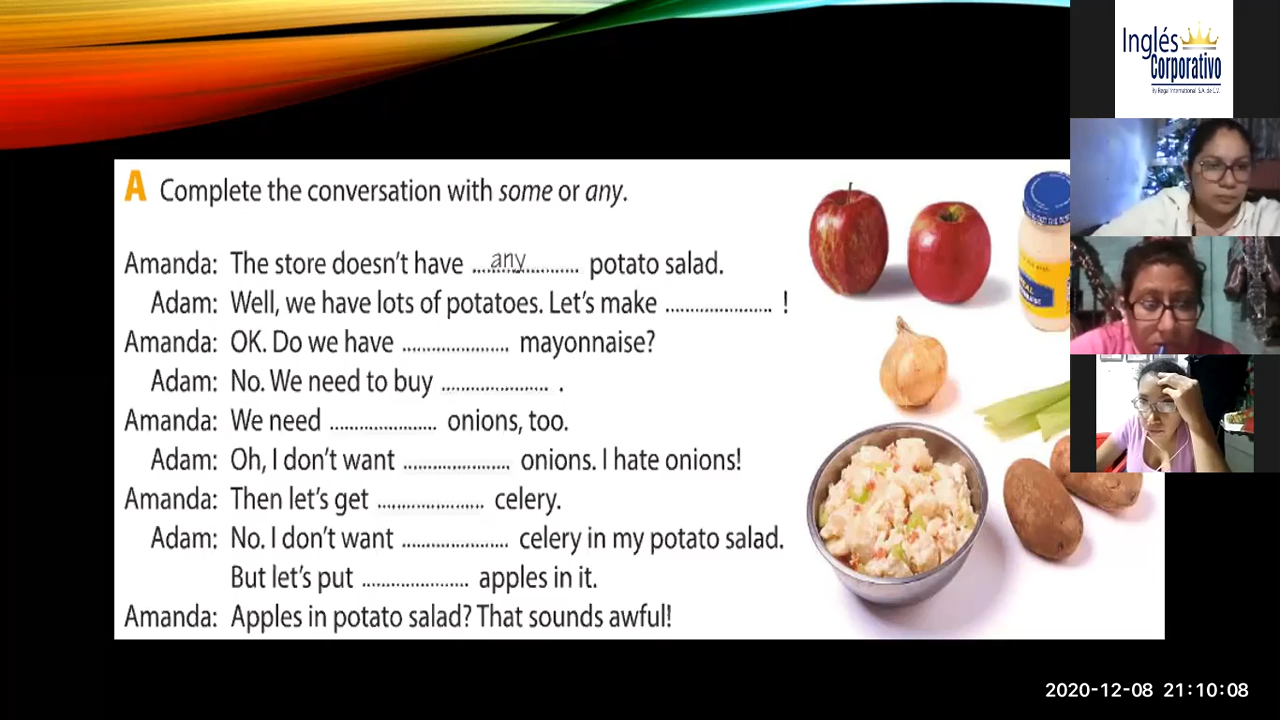 Inglés
Corporativo
By Regal International S.A. de C.V.
A Complete the conversation with some or any.
Amanda: The store doesn't have any potato salad.
Adam: Well, we have lots of potatoes. Let's make ..................... !
Amanda: OK. Do we have ..................... mayonnaise?
Adam: No. We need to buy ..................... .
Amanda: We need ..................... onions, too.
Adam: Oh, I don't want ..................... onions. I hate onions!
Amanda: Then let's get ..................... celery.
Adam: No. I don't want ..................... celery in my potato salad.
But let's put ..................... apples in it.
Amanda: Apples in potato salad? That sounds awful!
2020-12-08 21:10:08